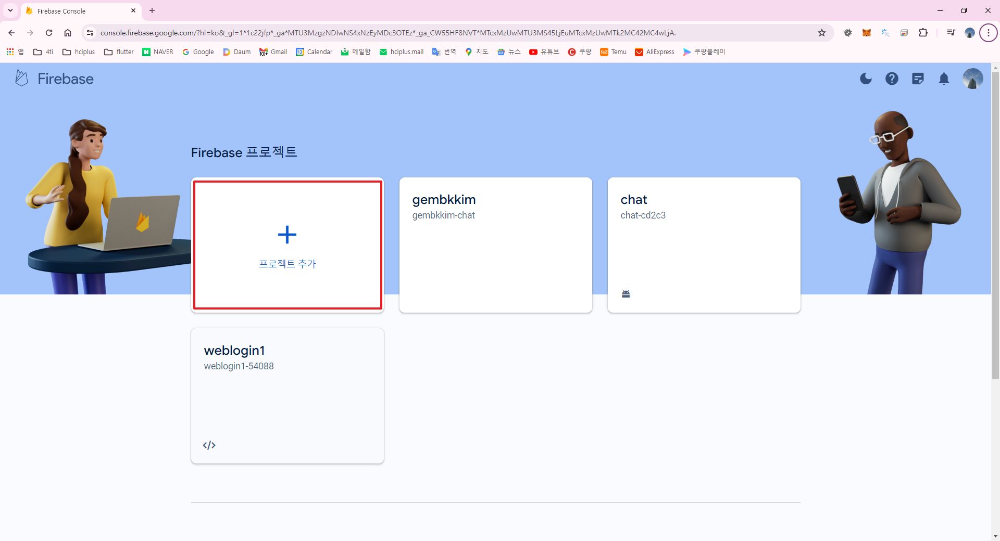 Firebase Console
console.firebase.google.com/?hl=ko&_gl=1*1c22jfp*_ga*MTU3MzgzNDIwNS4xNzEyMDc3OTEz*_ga_CW55HF8NVT*MTcxMzUwMTU3MS45LjEuMTcxMzUwMTk2MC42MC4wLjA.
앱 4ti hciplus flutter NAVER Google Daum Gmail Calendar 메일함 hciplus.mail 번역 지도 뉴스 유튜브 쿠팡 Temu AliExpress 쿠팡플레이
Firebase
Firebase 프로젝트
프로젝트 추가
gembkkim
gembkkim-chat
chat
chat-cd2c3
weblogin1
weblogin1-54088